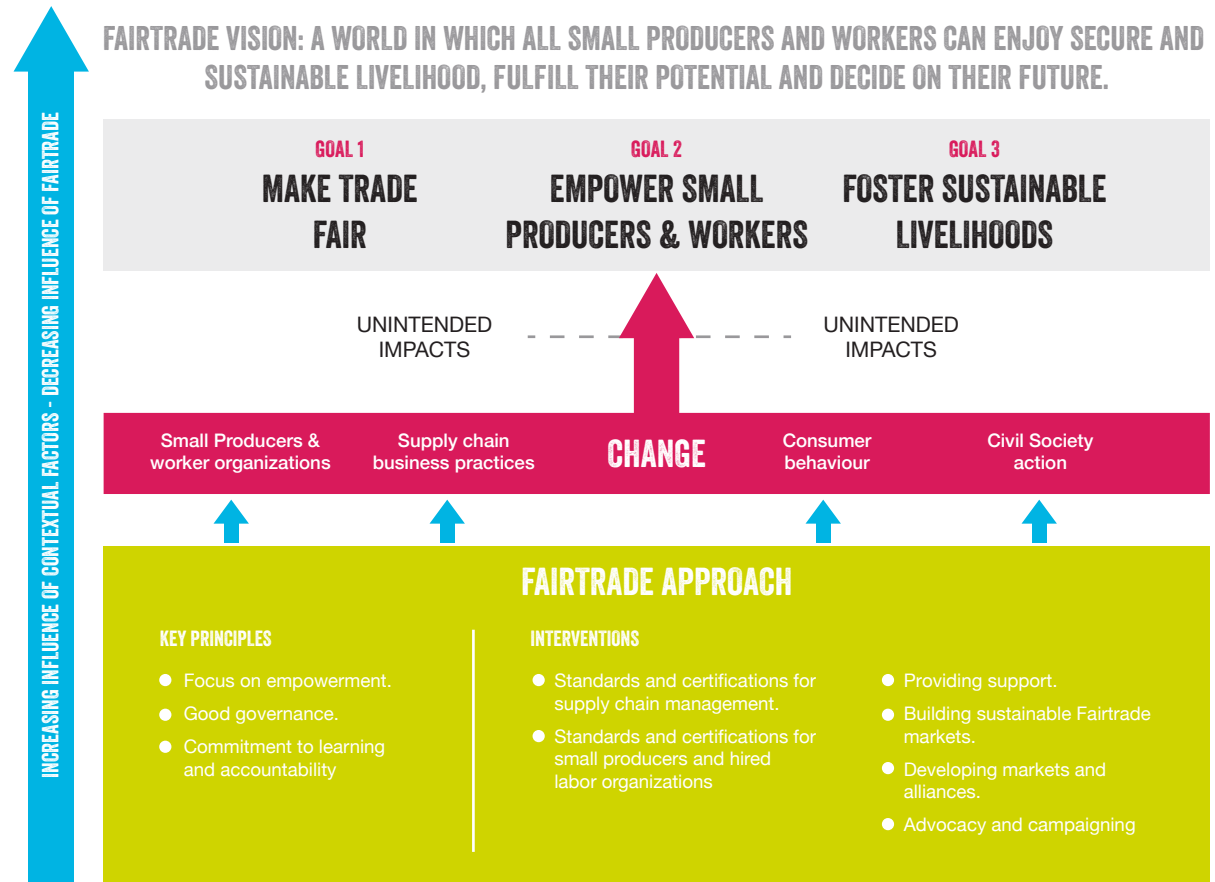 FAIRTRADE VISION: A WORLD IN WHICH ALL SMALL PRODUCERS AND WORKERS CAN ENJOY SECURE AND
SUSTAINABLE LIVELIHOOD, FULFILL THEIR POTENTIAL AND DECIDE ON THEIR FUTURE.
INCREASING INFLUENCE OF CONTEXTUAL FACTORS - DECREASING INFLUENCE OF FAIRTRADE
GOAL 1
MAKE TRADE
FAIR
GOAL 2
EMPOWER SMALL
PRODUCERS & WORKERS
GOAL 3
FOSTER SUSTAINABLE
LIVELIHOODS
UNINTENDED
IMPACTS
UNINTENDED
IMPACTS
Small Producers &
worker organizations
Supply chain
business practices
CHANGE
Consumer
behaviour
Civil Society
action
FAIRTRADE APPROACH
KEY PRINCIPLES
Focus on empowerment.
Good governance.
Commitment to learning
and accountability
INTERVENTIONS
Standards and certifications for
supply chain management.
Standards and certifications for
small producers and hired
labor organizations
Providing support.
Building sustainable Fairtrade
markets.
Developing markets and
alliances.
Advocacy and campaigning